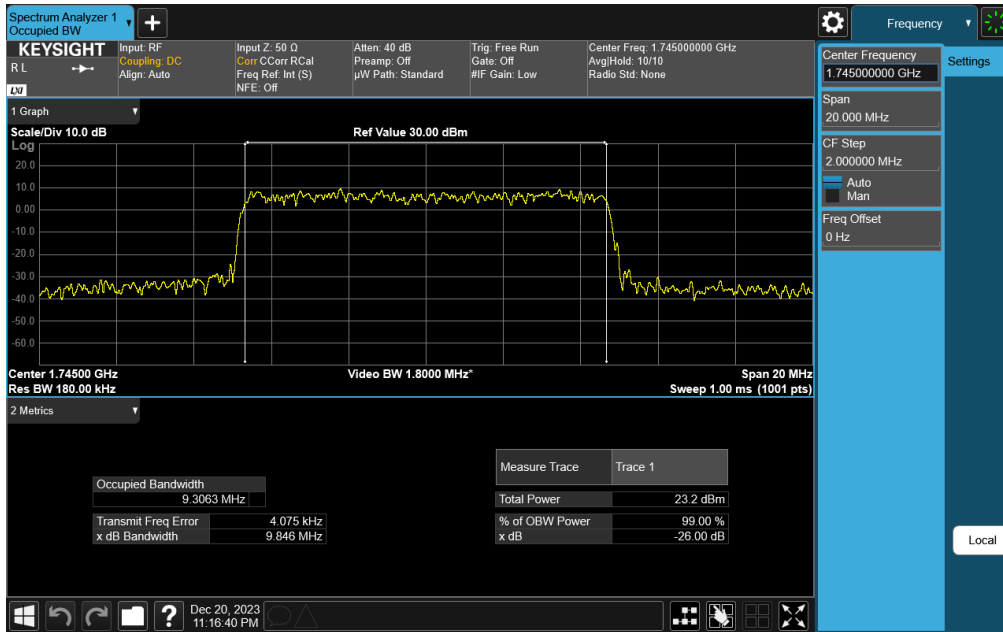 Spectrum Analyzer 1
Occupied BW
Frequency
KEYSIGHT
R L
LXI
Input: RF
Coupling: DC
Align: Auto
Input Z: 50 Ω
Corr CCorr RCal
Freq Ref: Int (S)
NFE: Off
Atten: 40 dB
Preamp: Off
µW Path: Standard
Trig: Free Run
Gate: Off
#IF Gain: Low
Center Freq: 1.745000000 GHz
Avg|Hold: 10/10
Radio Std: None
Center Frequency
1.745000000 GHz
Settings
Span
20.000 MHz
CF Step
2.000000 MHz
Auto
Man
Freq Offset
0 Hz
Local
1 Graph
Scale/Div 10.0 dB
Ref Value 30.00 dBm
Log
20.0
10.0
0.00
-10.0
-20.0
-30.0
-40.0
-50.0
-60.0
Center 1.74500 GHz
Video BW 1.8000 MHz*
Span 20 MHz
Res BW 180.00 kHz
Sweep 1.00 ms (1001 pts)
2 Metrics
Measure Trace Trace 1
Occupied Bandwidth
9.3063 MHz
Total Power 23.2 dBm
Transmit Freq Error 4.075 kHz
% of OBW Power 99.00 %
x dB Bandwidth 9.846 MHz
x dB -26.00 dB
?
Dec 20, 2023
11:16:40 PM